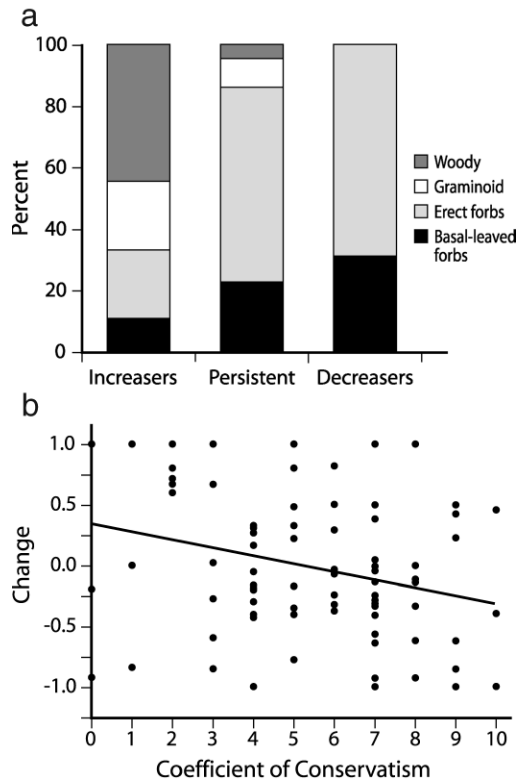 a
100
80
60
40
20
0
Percent
Increasers Persistent Decreasers
Woody
Graminoid
Erect forbs
Basal-leaved
forbs
b
1.0
0.5
0.0
-0.5
-1.0
Change
0 1 2 3 4 5 6 7 8 9 10
Coefficient of Conservatism